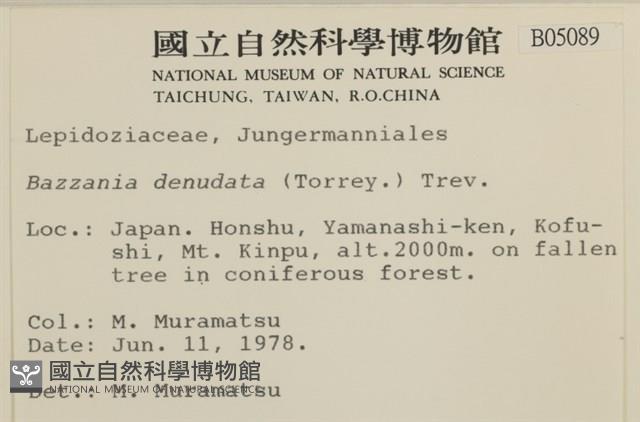 國立自然科學博物館
B05089
NATIONAL MUSEUM OF NATURAL SCIENCE
TAICHUNG, TAIWAN, R.O.CHINA
Lepidoziaceae, Jungermanniales
Bazzania denudata (Torrey.) Trev.
Loc.: Japan. Honshu, Yamanashi-ken, Kofu-
shi, Mt. Kinpu, alt.2000m. on fallen
tree in coniferous forest.
Col.: M. Muramatsu
Date: Jun. 11, 1978.
國立自然科學博物館
NATIONAL MUSEUM OF NATURAL SCIENCE
Det.: M. Muramatsu